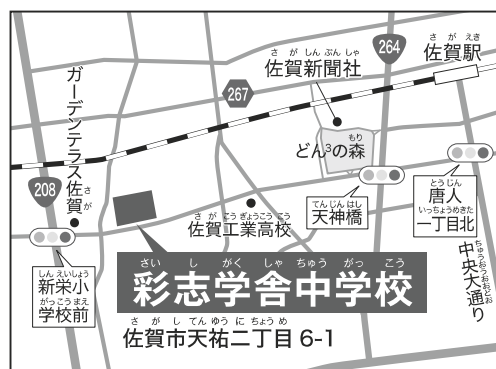 さ が しん ぶん しゃ
佐賀新聞社
264
さ が えき
佐賀駅
ガーデンテラス佐賀
さ が
267
もり
どん3の森
208
さ が こうぎょうこうこう
佐賀工業高校
てん じん はし
天神橋
とう じん
唐人
いっちょう め きた
一丁目北
ちゅうおうおおどお
中央大通り
しん えいしょう
新栄小
がっこう まえ
学校前
さい し がく しゃ ちゅう がっ こう
彩志学舎中学校
さ が し てん ゆう に ちょう め
佐賀市天祐二丁目 6-1